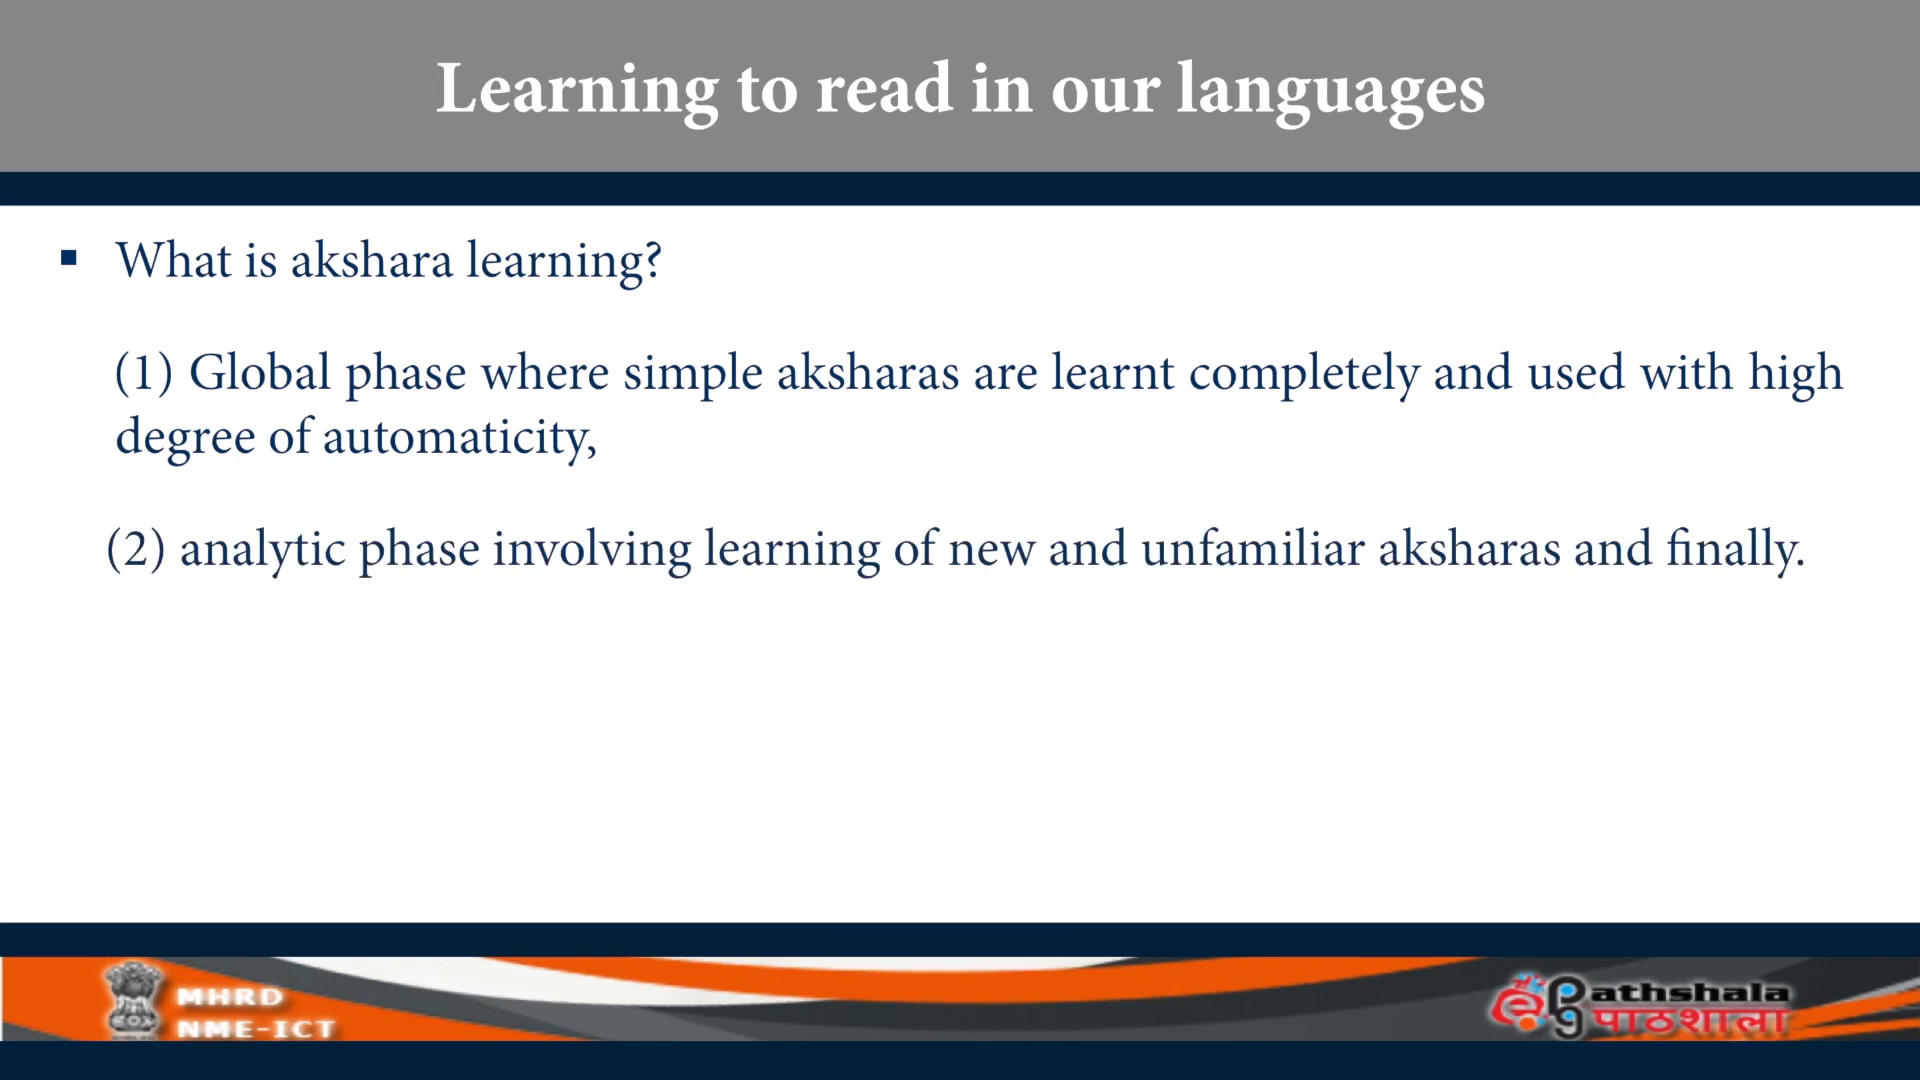 Learning to read in our languages
▪ What is akshara learning?
(1) Global phase where simple aksharas are learnt completely and used with high
degree of automaticity,
(2) analytic phase involving learning of new and unfamiliar aksharas and finally.
MHRD
NME-ICT
e Pathshala
pg पाठशाला